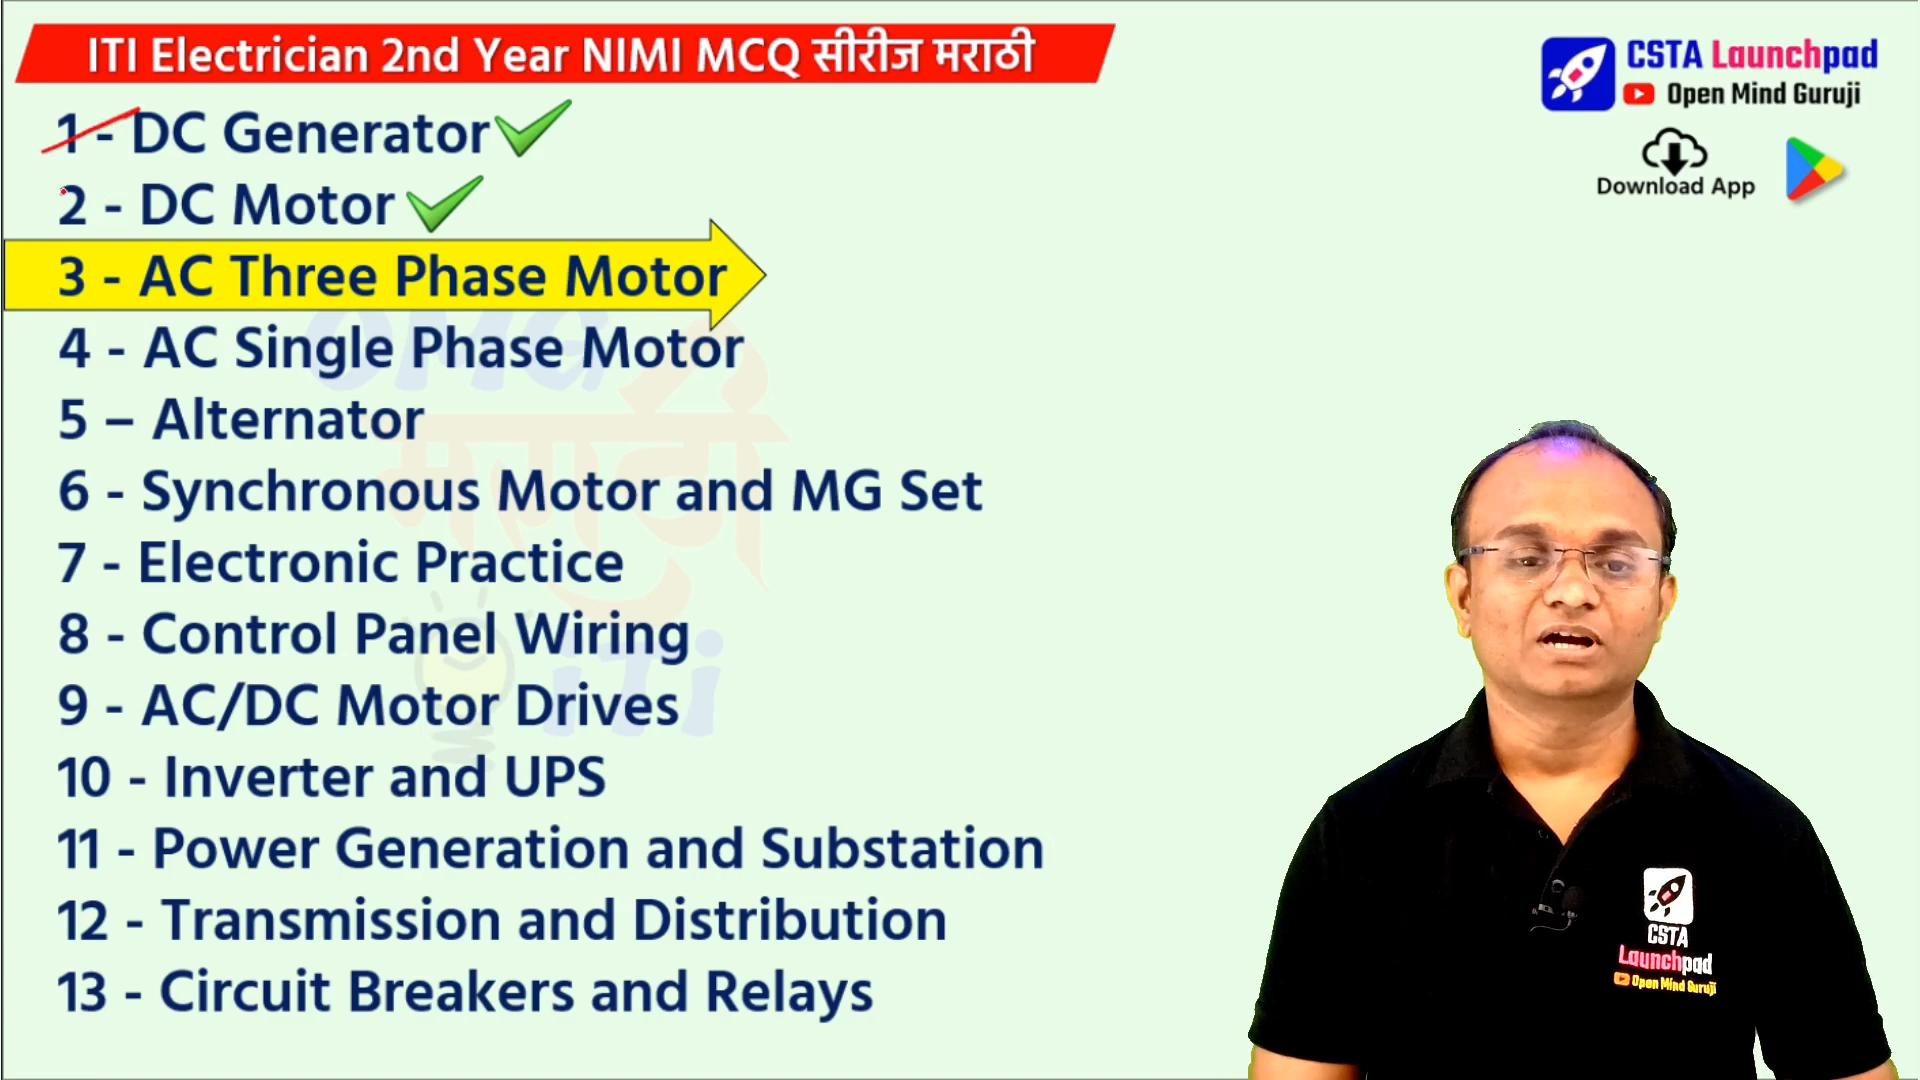 ITI Electrician 2nd Year NIMI MCQ सीरीज मराठी
CSTA Launchpad
Open Mind Guruji
Download App
1 - DC Generator
2 - DC Motor
3 - AC Three Phase Motor
4 - AC Single Phase Motor
5 – Alternator
6 - Synchronous Motor and MG Set
7 - Electronic Practice
8 - Control Panel Wiring
9 - AC/DC Motor Drives
10 - Inverter and UPS
11 - Power Generation and Substation
12 - Transmission and Distribution
13 - Circuit Breakers and Relays
OMG
मराठी
iTi
CSTA
Launchpad
Open Mind Guruji